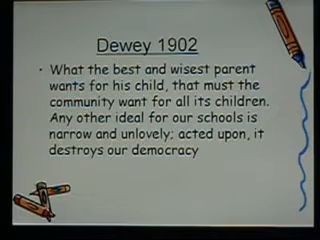 Dewey 1902
• What the best and wisest parent
wants for his child, that must the
community want for all its children.
Any other ideal for our schools is
narrow and unlovely; acted upon, it
destroys our democracy